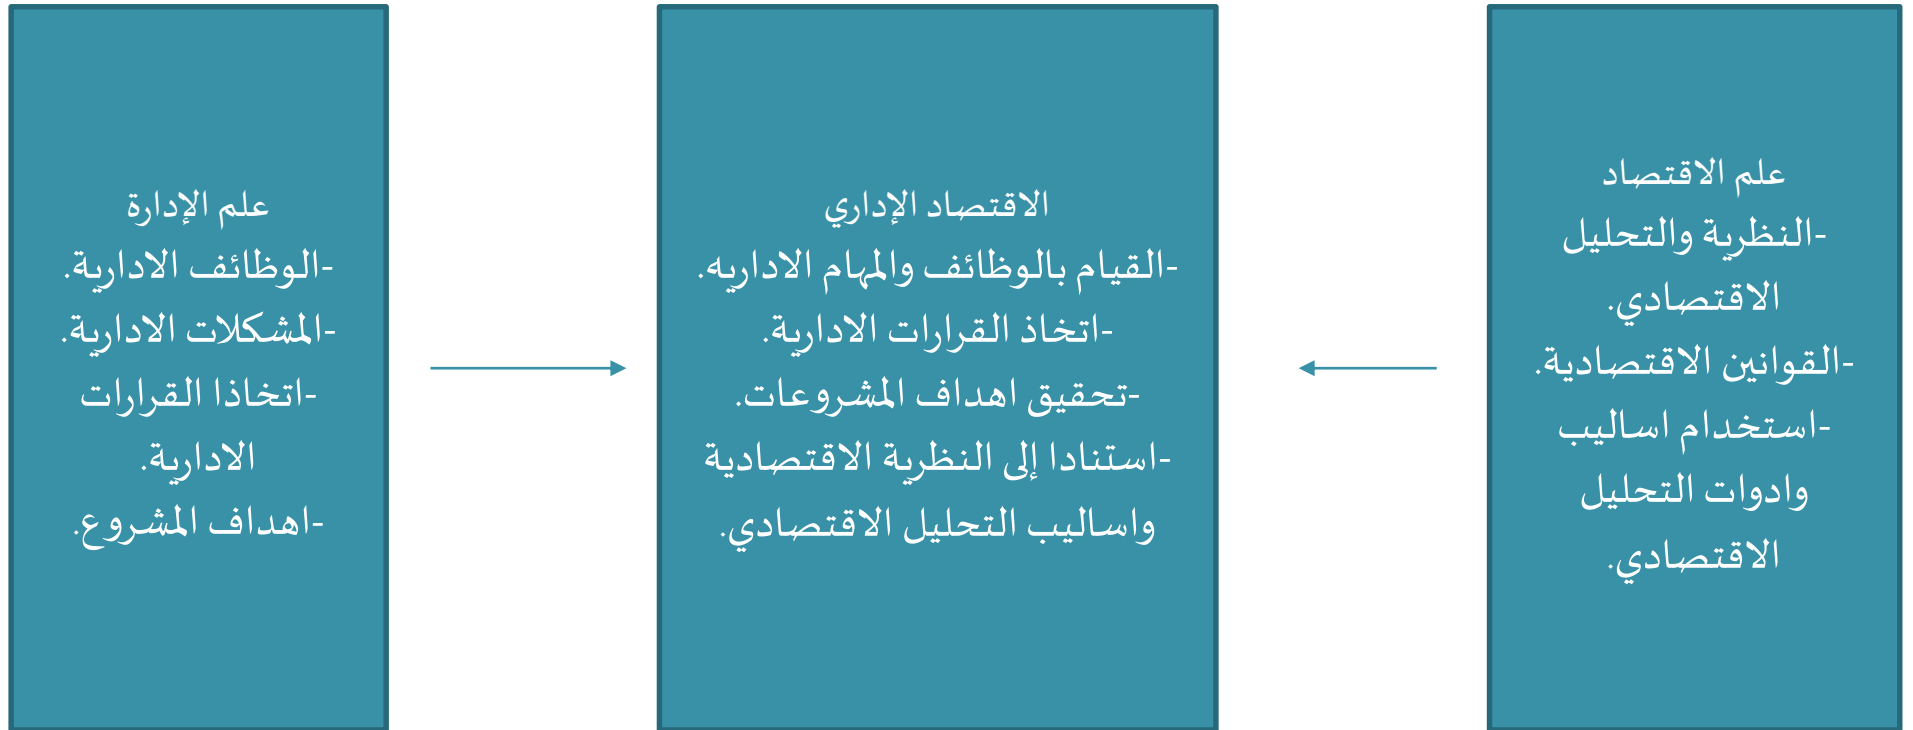 علم الاقتصاد
-النظرية والتحليل
الاقتصادي.
-القوانين الاقتصادية.
-استخدام اساليب
وادوات التحليل
الاقتصادي.
الاقتصاد الإداري
-القيام بالوظائف والمهام الاداريه.
-اتخاذ القرارات الادارية.
-تحقيق اهداف المشروعات.
-استنادا إلى النظرية الاقتصادية
واساليب التحليل الاقتصادي.
علم الإدارة
-الوظائف الادارية.
-المشكلات الادارية.
-اتخاذا القرارات
الادارية.
-اهداف المشروع.